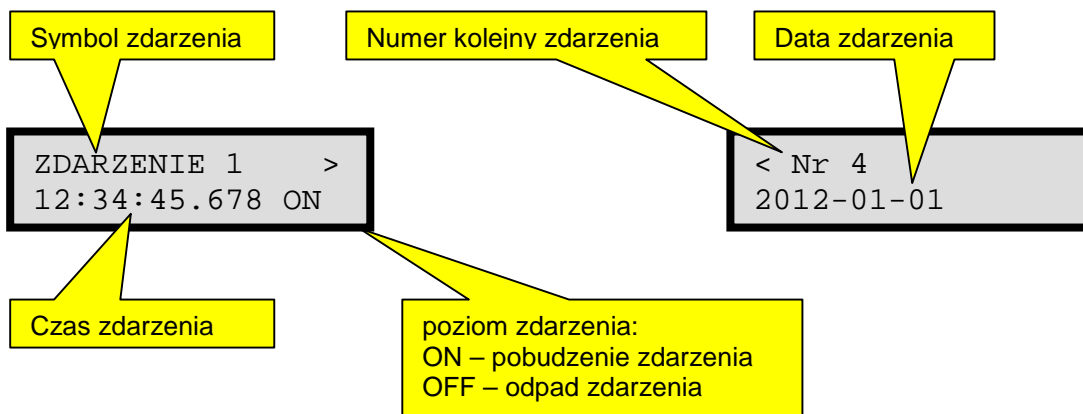 Symbol zdarzenia
Numer kolejny zdarzenia
Data zdarzenia
ZDARZENIE 1 >
12:34:45.678 ON
< Nr 4
2012-01-01
Czas zdarzenia
poziom zdarzenia:
ON – pobudzenie zdarzenia
OFF – odpad zdarzenia